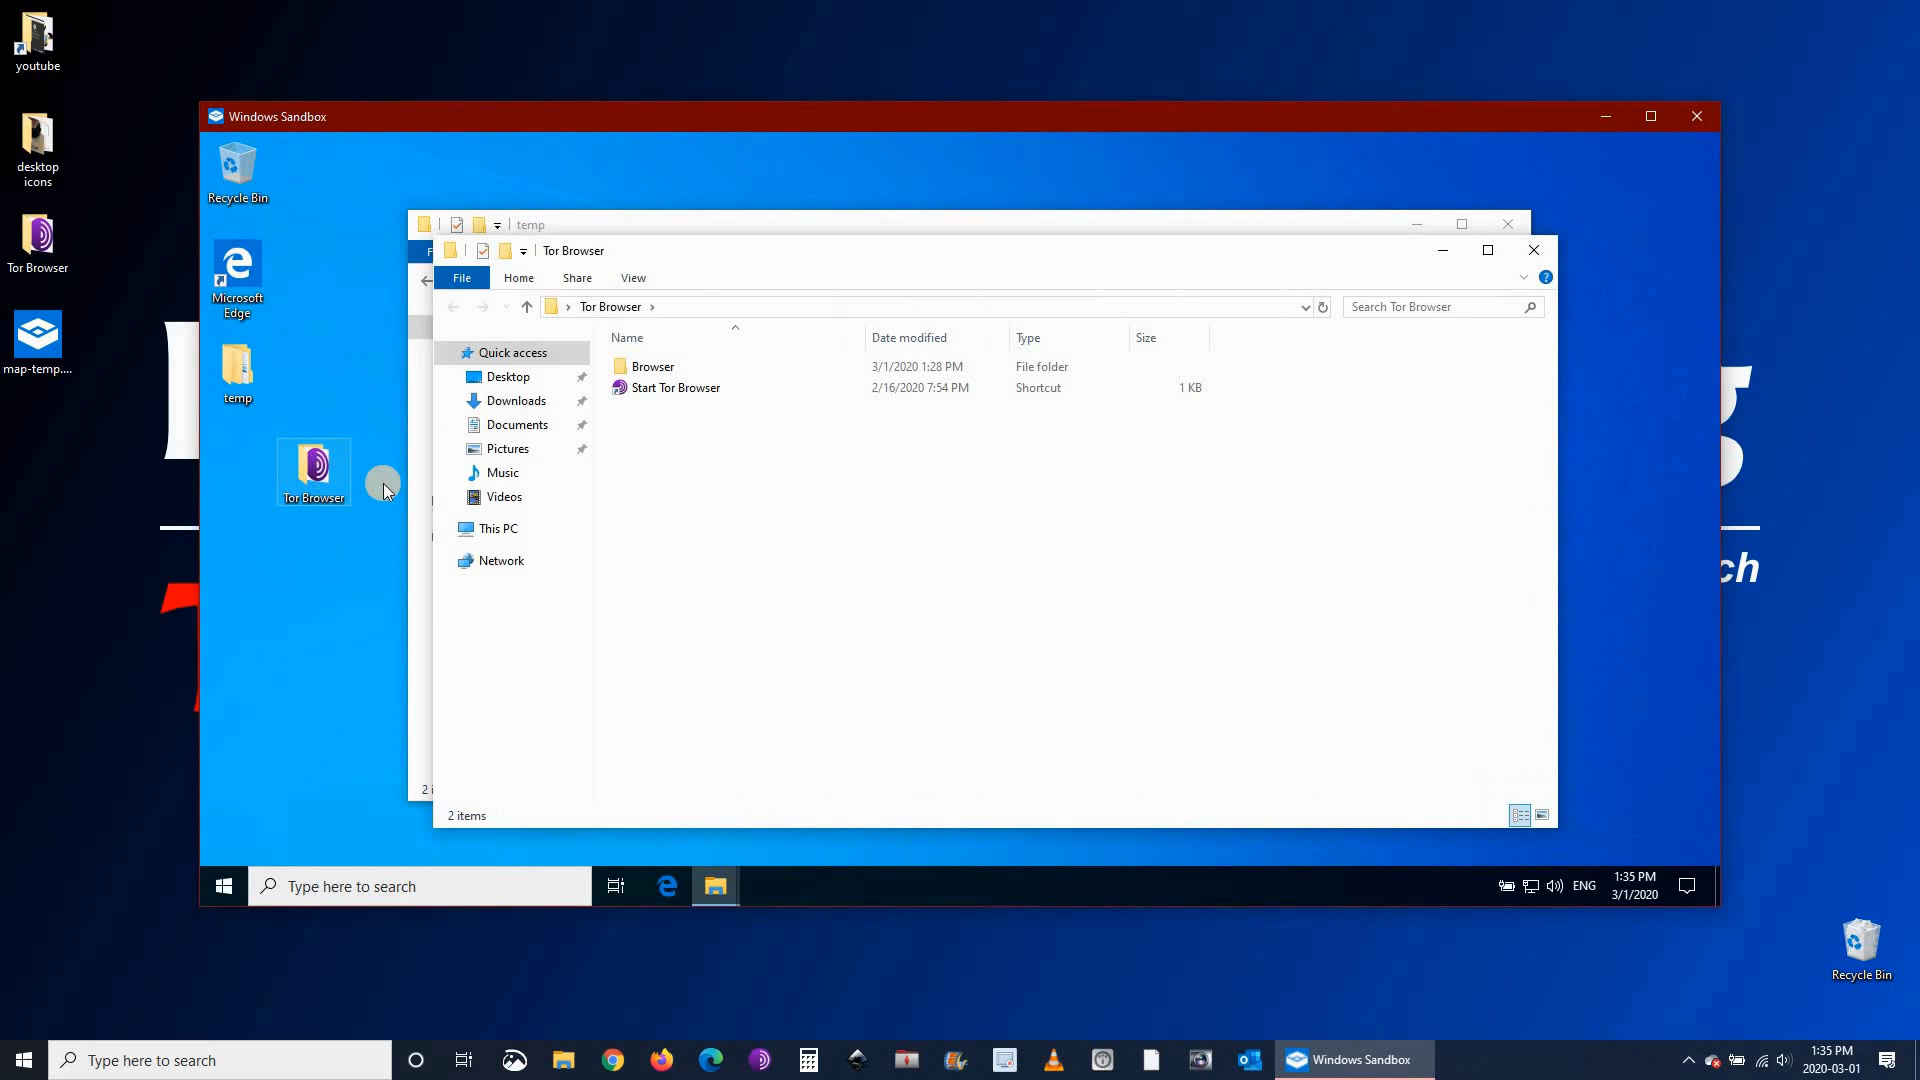 youtube
desktop
icons
Tor Browser
map-temp....
Windows Sandbox
Recycle Bin
Microsoft
Edge
temp
Tor Browser
temp
Tor Browser
File
Home
Share
View
Tor Browser
Search Tor Browser
Name
Date modified
Type
Size
Quick access
Desktop
Downloads
Documents
Pictures
Music
Videos
This PC
Network
Browser
3/1/2020 1:28 PM
File folder
Start Tor Browser
2/16/2020 7:54 PM
Shortcut
1 KB
2 i
2 items
Type here to search
ENG
1:35 PM
3/1/2020
ch
Recycle Bin
Type here to search
Windows Sandbox
1:35 PM
2020-03-01